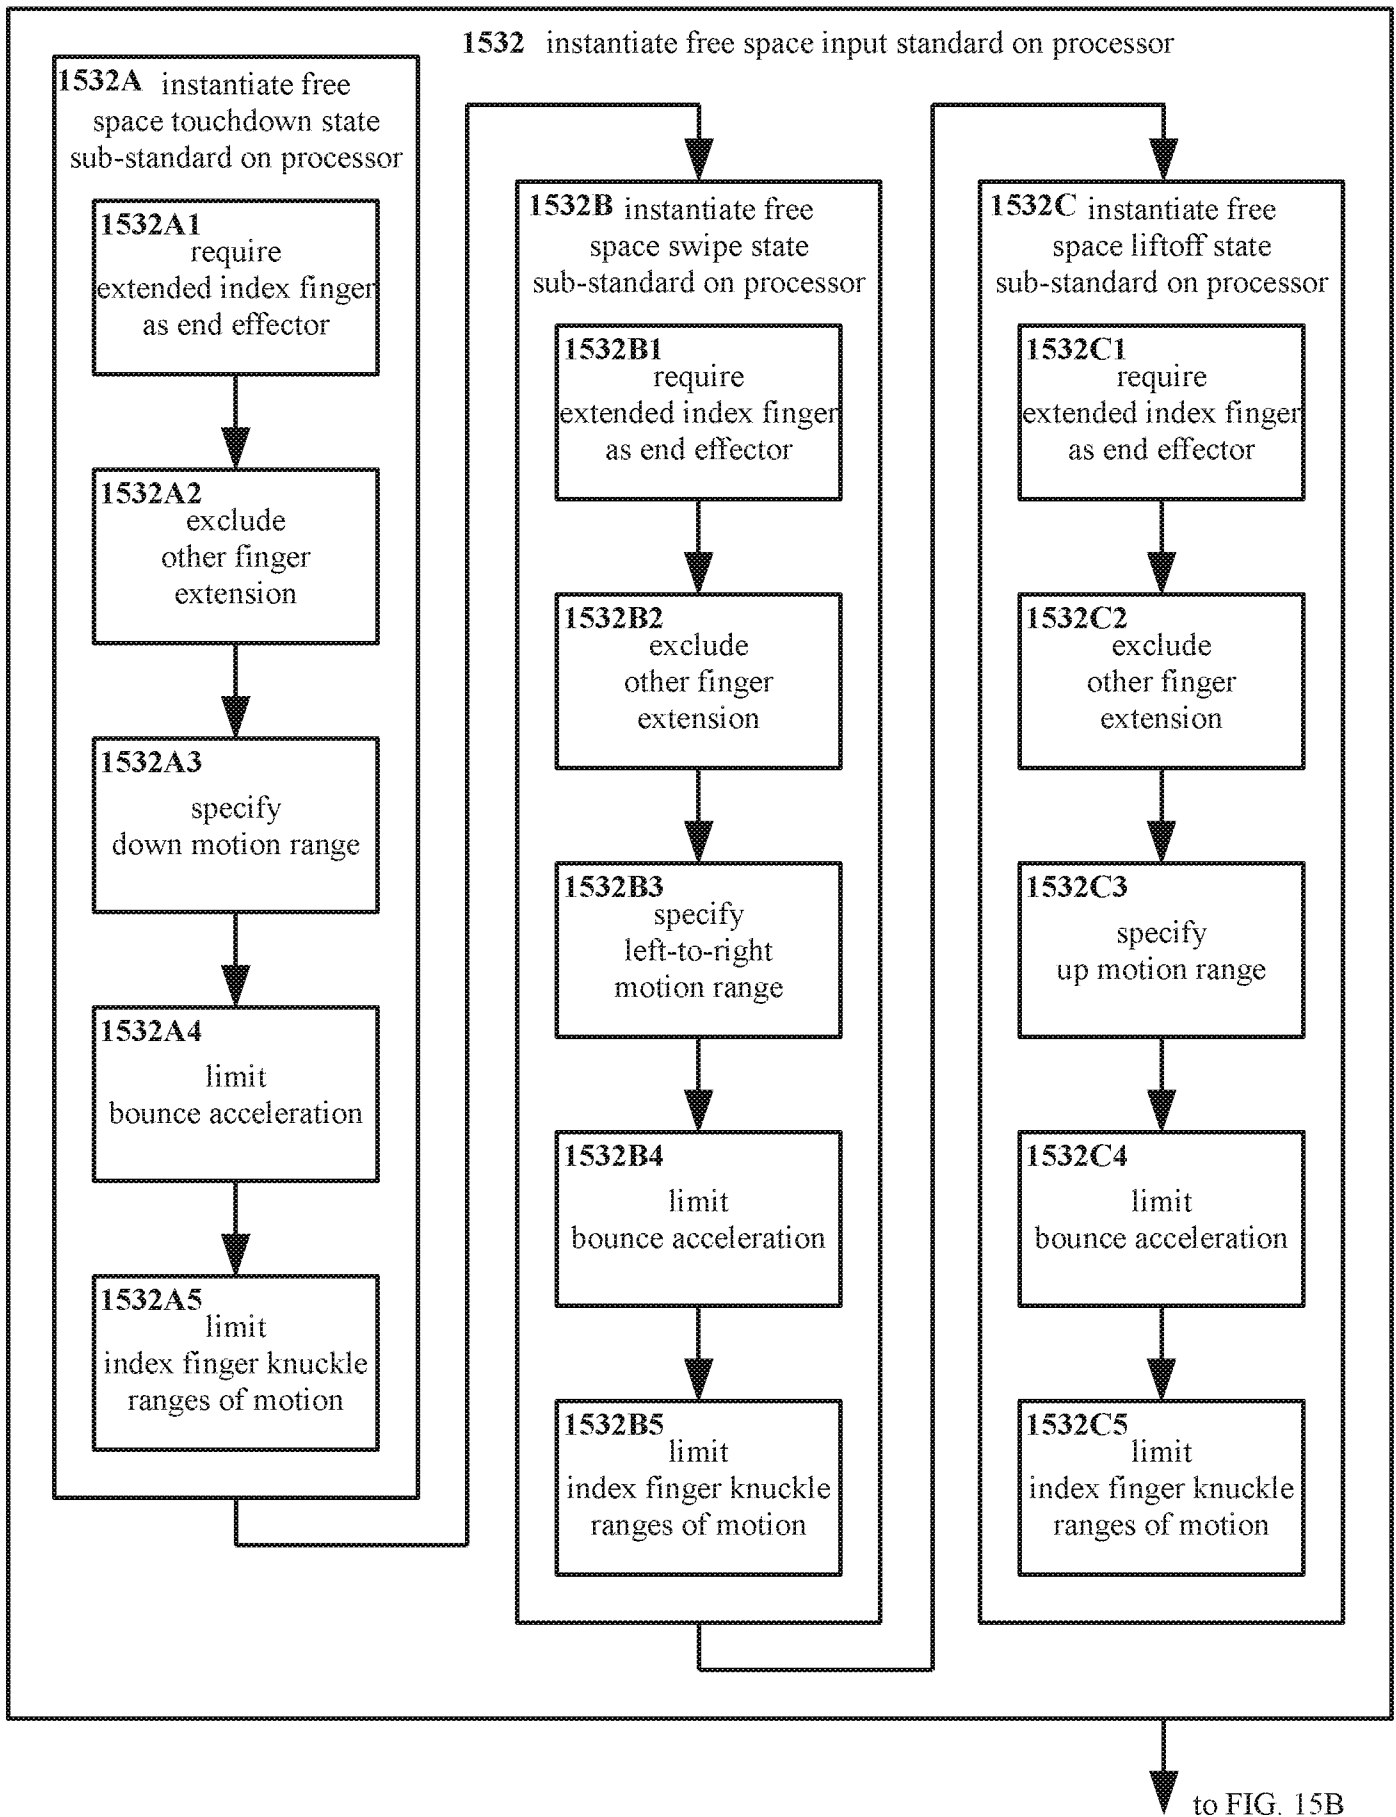 1532 instantiate free space input standard on processor
1532A instantiate free
space touchdown state
sub-standard on processor
1532A1
require
extended index finger
as end effector
1532A2
exclude
other finger
extension
1532A3
specify
down motion range
1532A4
limit
bounce acceleration
1532A5
limit
index finger knuckle
ranges of motion
1532B instantiate free
space swipe state
sub-standard on processor
1532B1
require
extended index finger
as end effector
1532B2
exclude
other finger
extension
1532B3
specify
left-to-right
motion range
1532B4
limit
bounce acceleration
1532B5
limit
index finger knuckle
ranges of motion
1532C instantiate free
space liftoff state
sub-standard on processor
1532C1
require
extended index finger
as end effector
1532C2
exclude
other finger
extension
1532C3
specify
up motion range
1532C4
limit
bounce acceleration
1532C5
limit
index finger knuckle
ranges of motion
to FIG. 15B